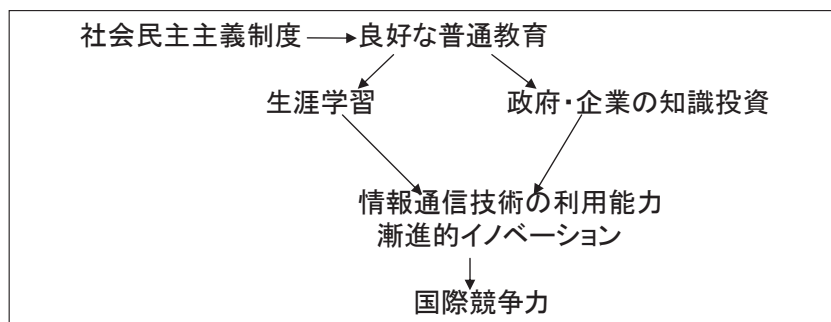 社会民主主義制度 良好な普通教育
生涯学習 政府・企業の知識投資
情報通信技術の利用能力
漸進的イノベーション
国際競争力